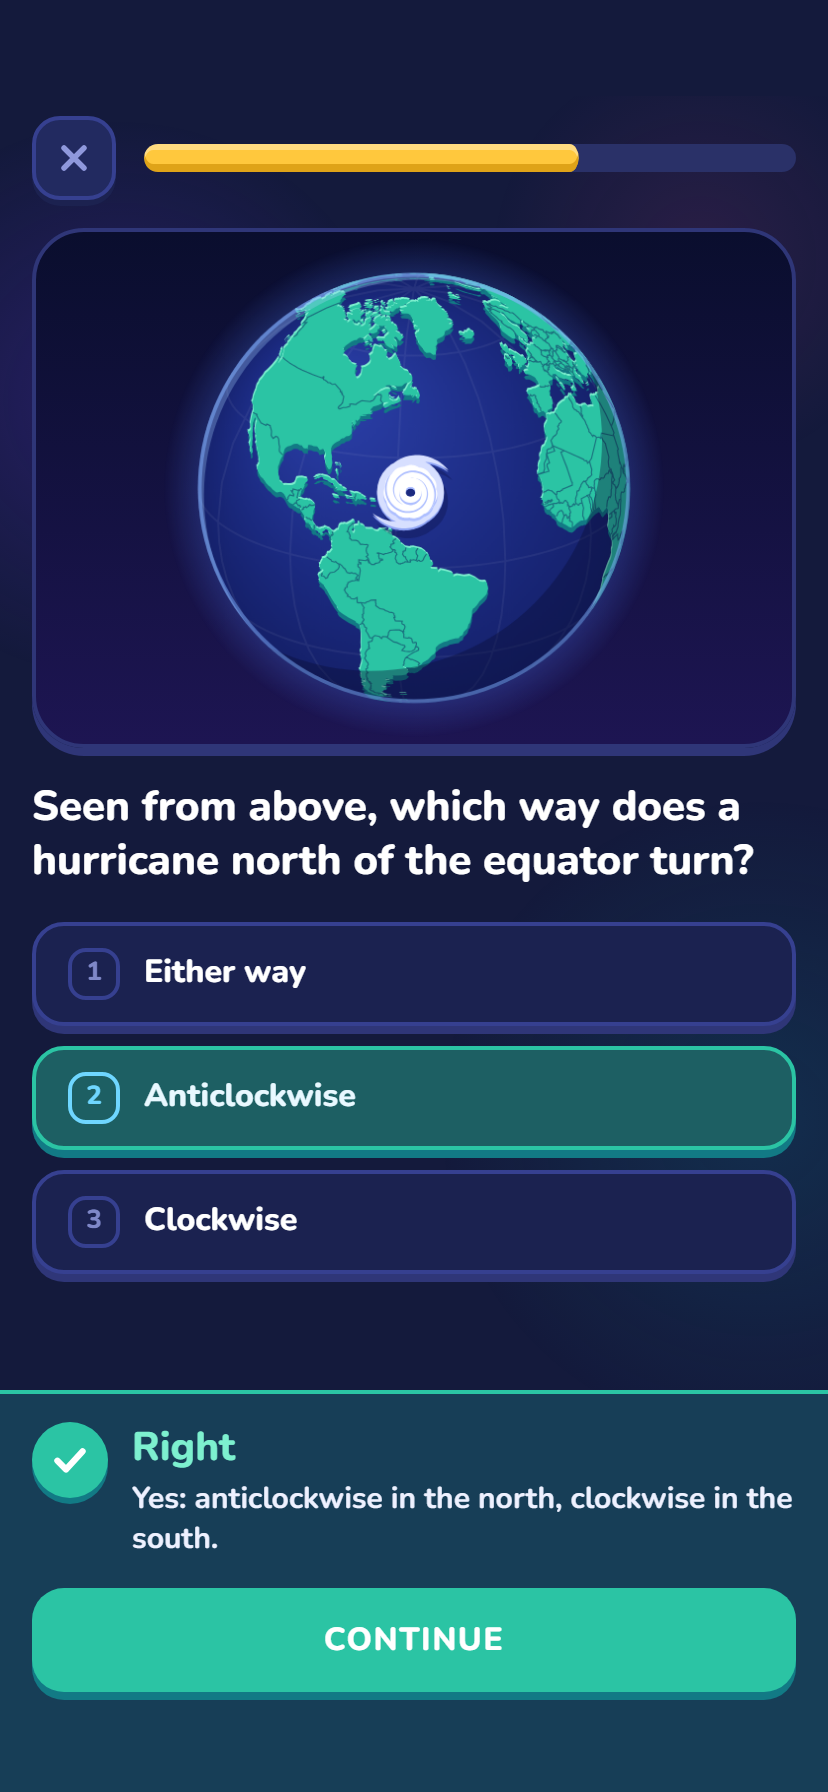 Seen from above, which way does a
hurricane north of the equator turn?
1 Either way
2 Anticlockwise
3 Clockwise
Right
Yes: anticlockwise in the north, clockwise in the
south.
CONTINUE